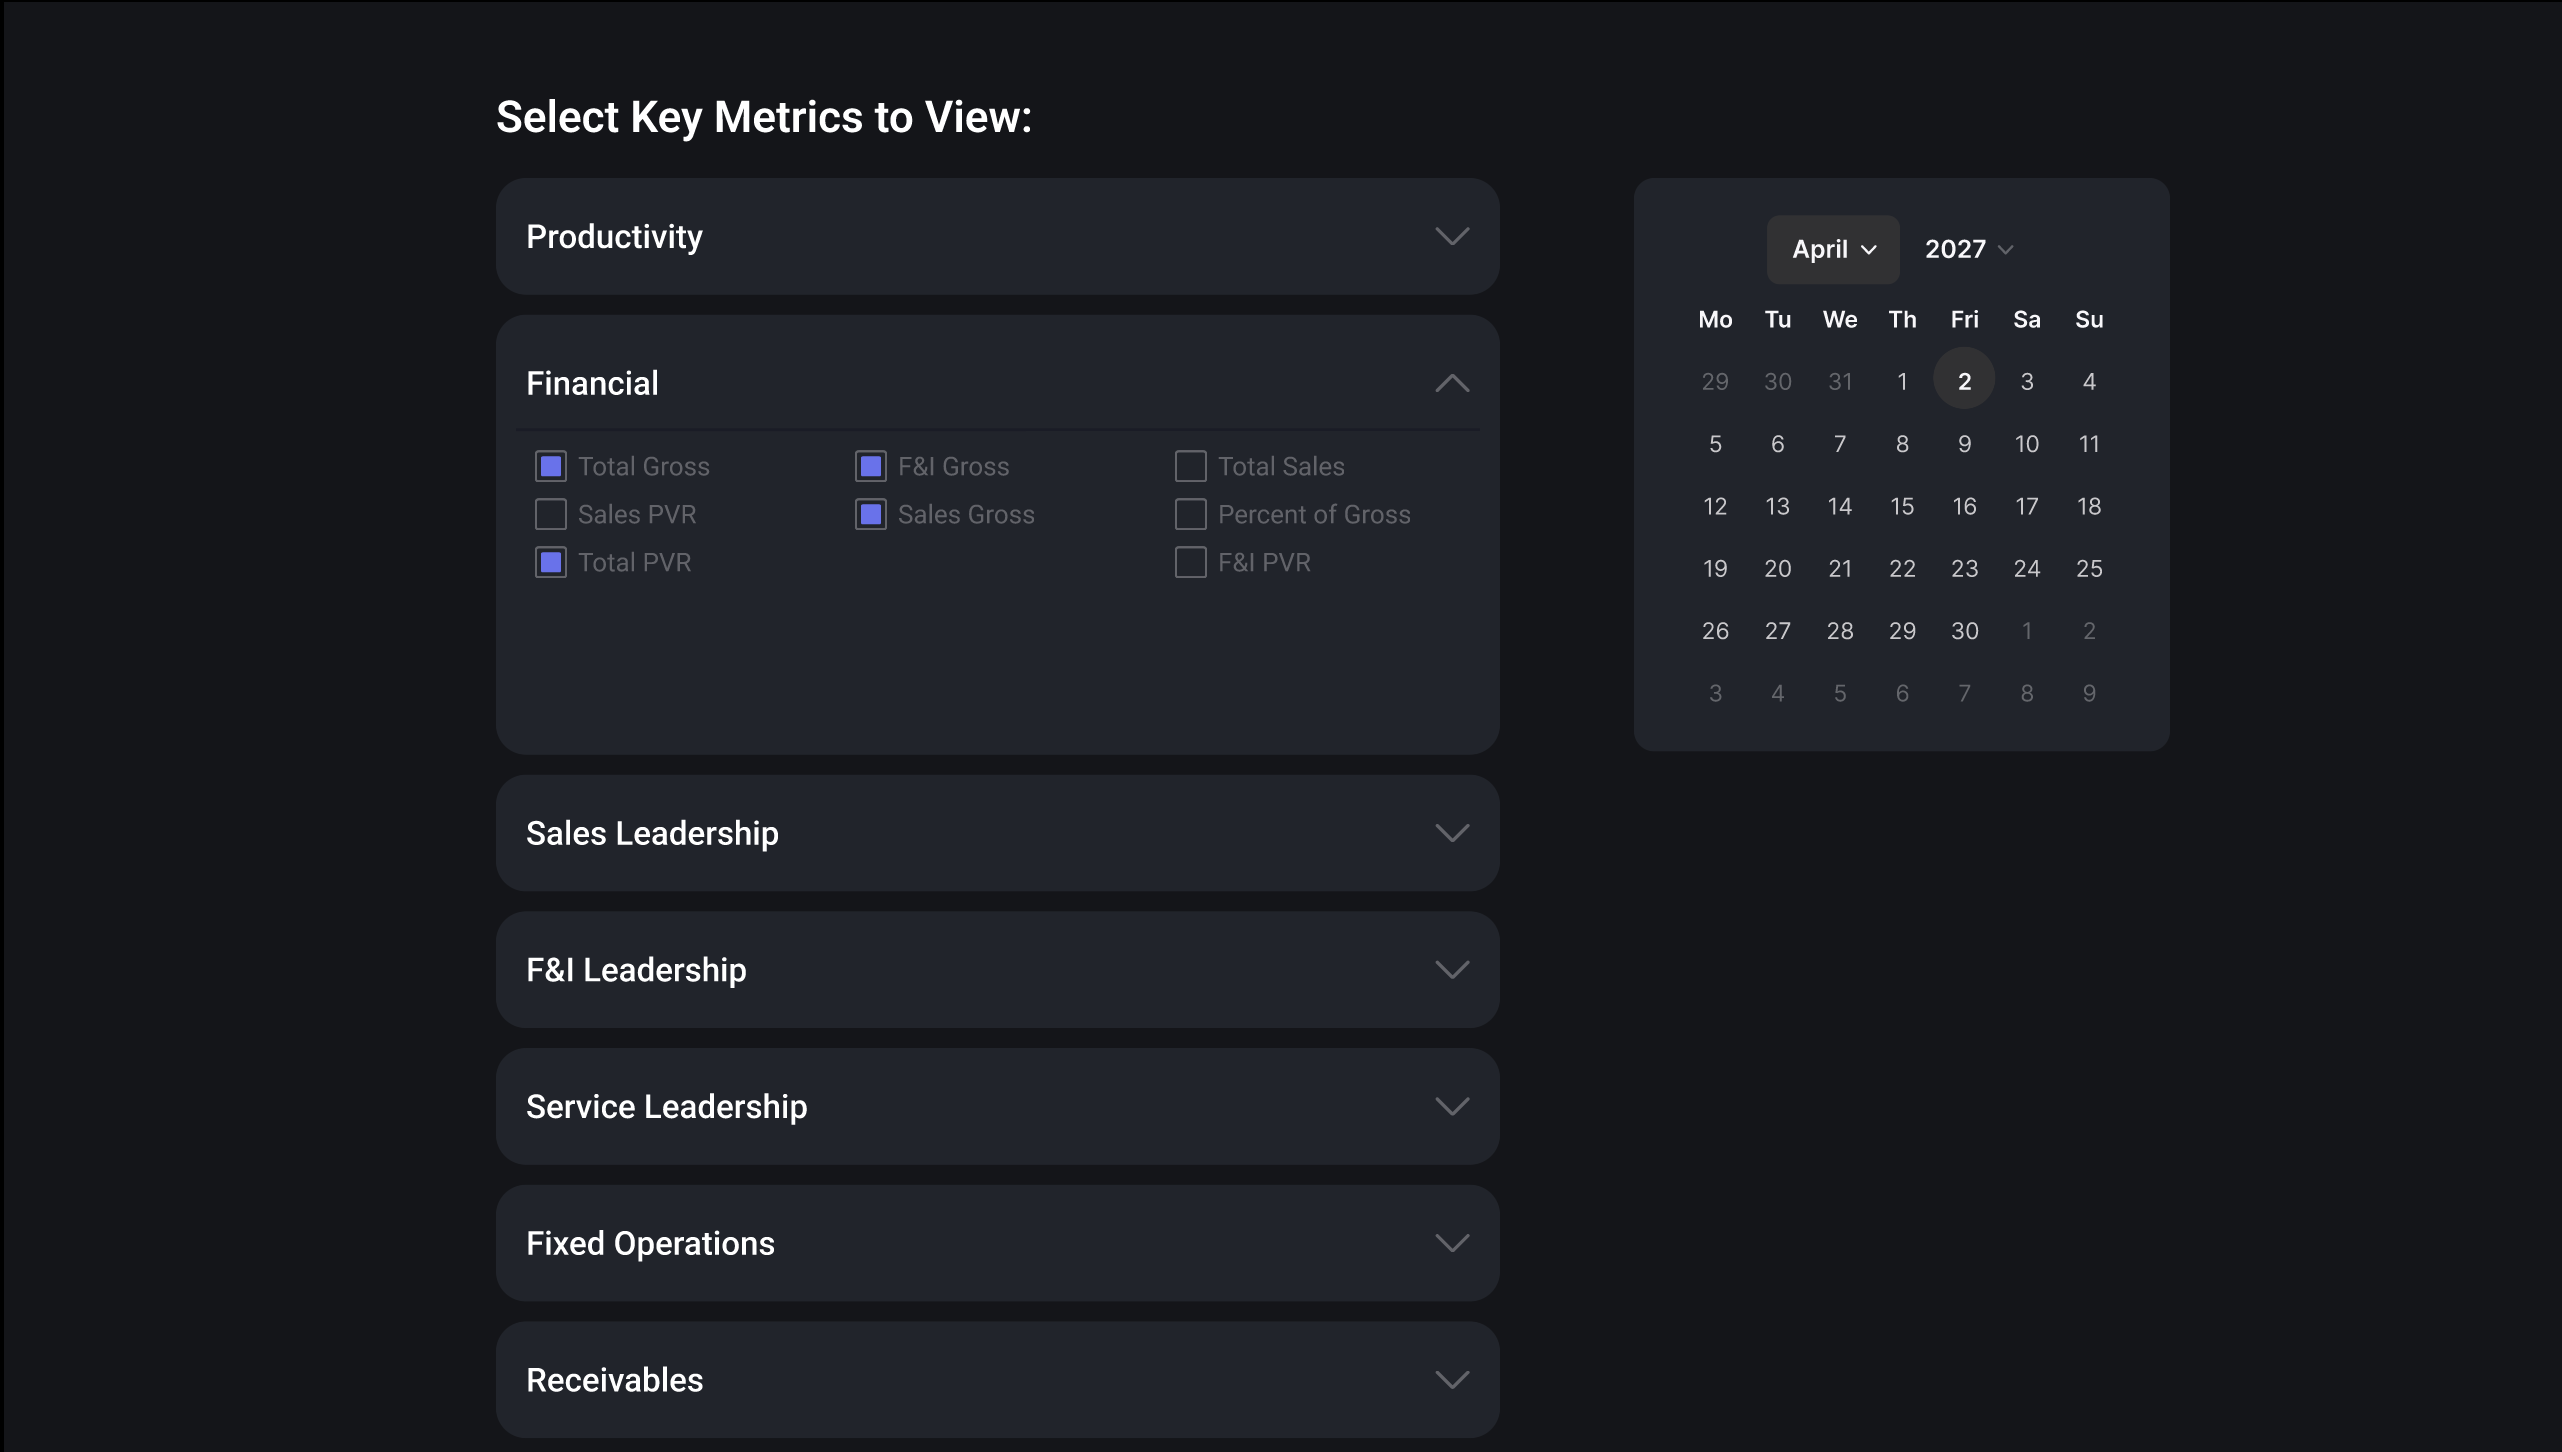 Select Key Metrics to View:
Productivity
Financial
Total Gross F&I Gross Total Sales
Sales PVR Sales Gross Percent of Gross
Total PVR F&I PVR
Sales Leadership
F&I Leadership
Service Leadership
Fixed Operations
Receivables
April 2027
Mo Tu We Th Fri Sa Su
29 30 31 1 2 3 4
5 6 7 8 9 10 11
12 13 14 15 16 17 18
19 20 21 22 23 24 25
26 27 28 29 30 1 2
3 4 5 6 7 8 9